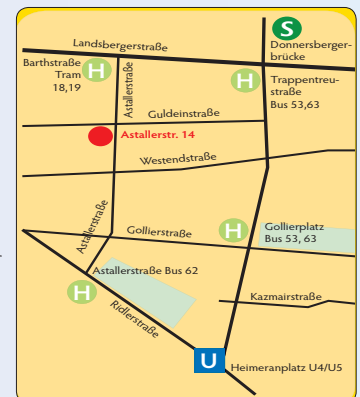 S
Landsbergerstraße
Donnersberger-
brücke
Barthstraße
Tram
18,19
H
Astallerstraße
H
Trappentreu-
straße
Bus 53,63
Guldeinstraße
Astallerstr. 14
Westendstraße
Astallerstraße
Gollierstraße
H
Gollierplatz
Bus 53, 63
Astallerstraße Bus 62
H
Ridlerstraße
Kazmairstraße
U
Heimeranplatz U4/U5